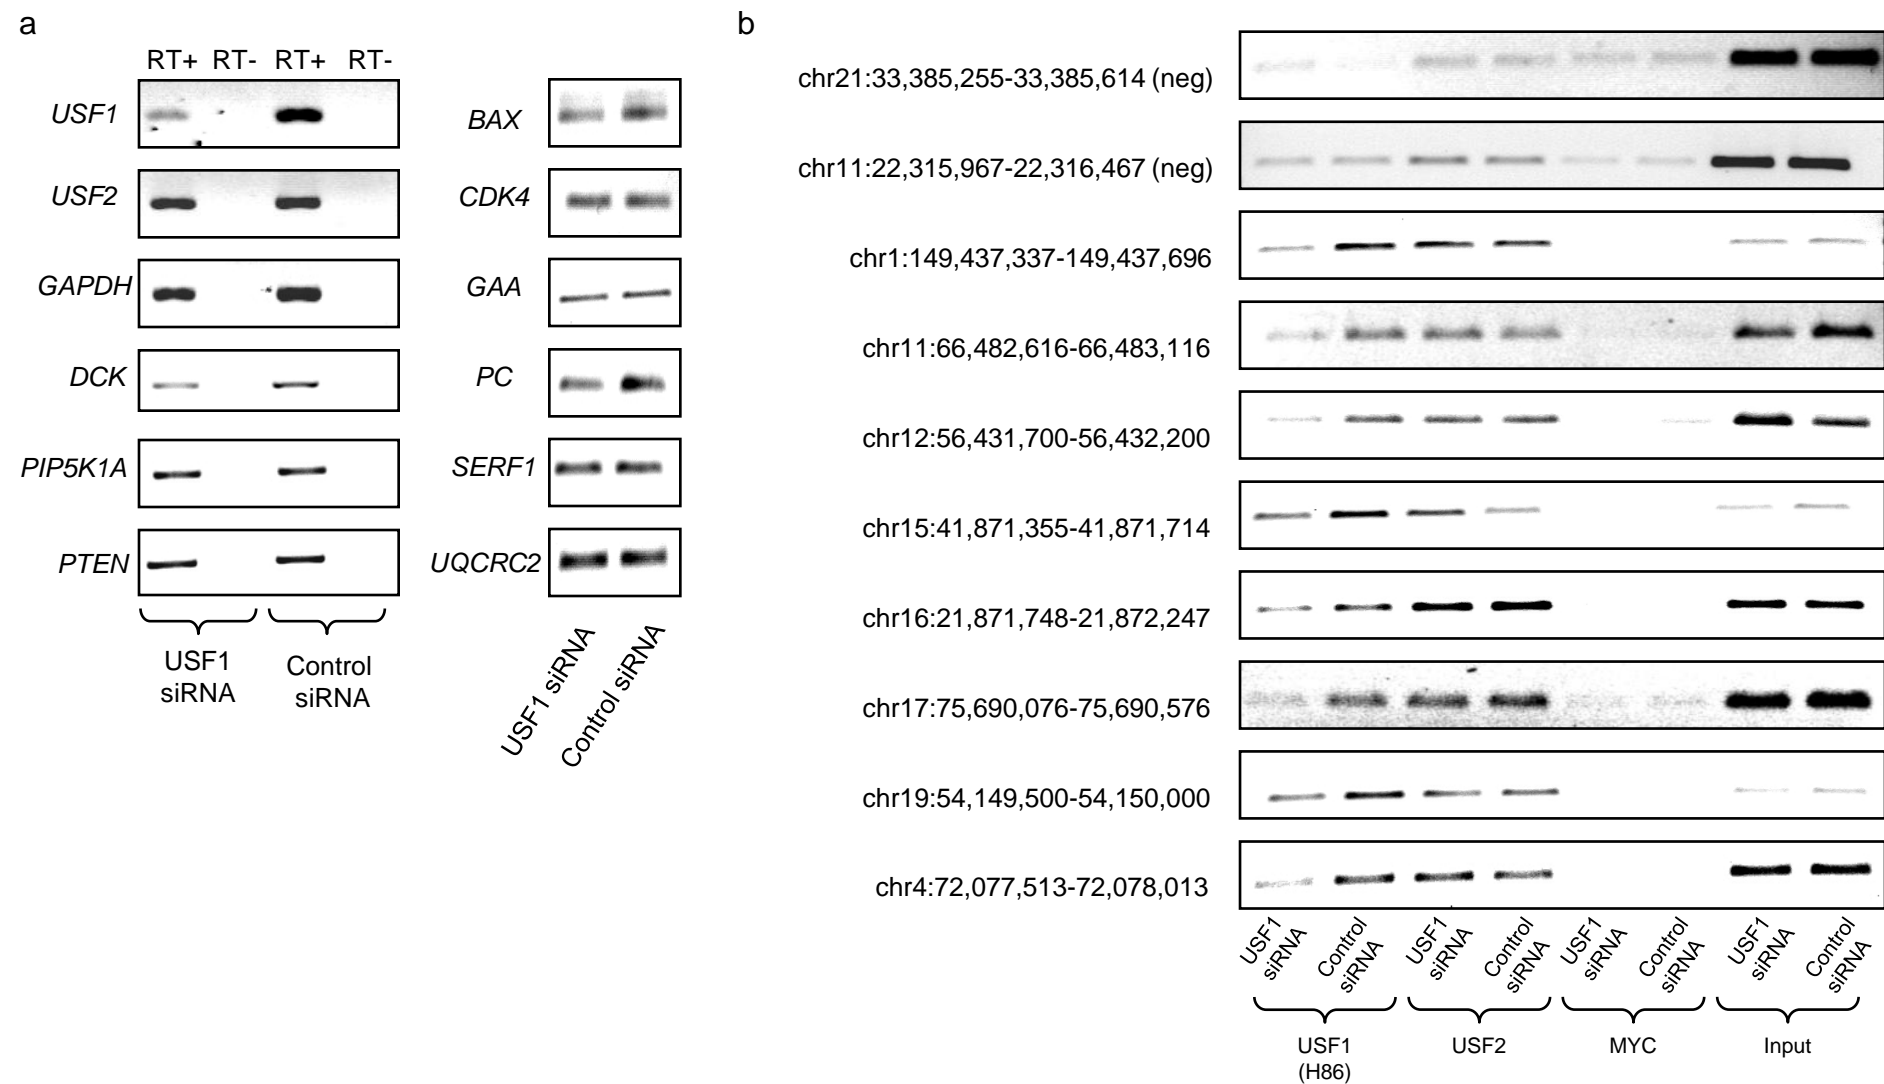 a
RT+ RT- RT+ RT-
USF1
USF2
GAPDH
DCK
PIP5K1A
PTEN
USF1
siRNA
Control
siRNA
BAX
CDK4
GAA
PC
SERF1
UQCRC2
USF1 siRNA
Control siRNA
b
chr21:33,385,255-33,385,614 (neg)
chr11:22,315,967-22,316,467 (neg)
chr1:149,437,337-149,437,696
chr11:66,482,616-66,483,116
chr12:56,431,700-56,432,200
chr15:41,871,355-41,871,714
chr16:21,871,748-21,872,247
chr17:75,690,076-75,690,576
chr19:54,149,500-54,150,000
chr4:72,077,513-72,078,013
USF1
siRNA
Control
siRNA
USF1
siRNA
Control
siRNA
USF1
siRNA
Control
siRNA
USF1
siRNA
Control
siRNA
USF1
(H86)
USF2
MYC
Input